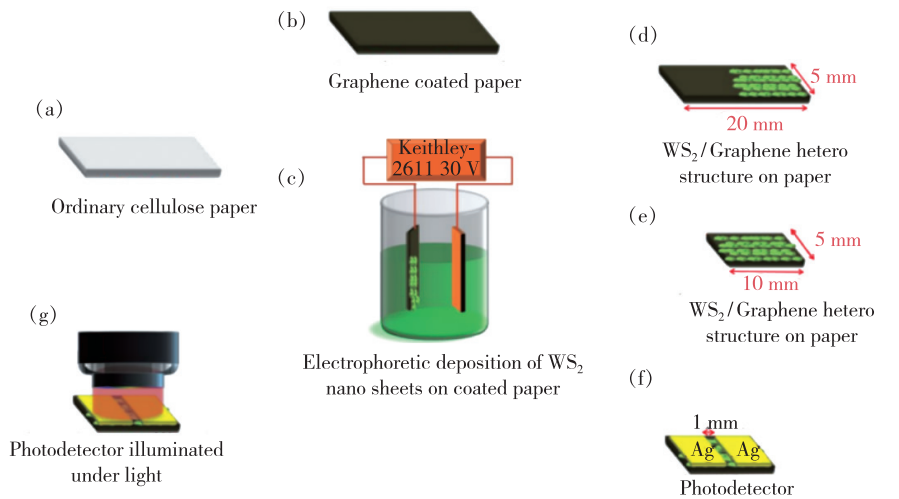 (a)
Ordinary cellulose paper
(b)
Graphene coated paper
(c)
Keithley-
2611 30 V
Electrophoretic deposition of WS₂
nano sheets on coated paper
(d)
5 mm
20 mm
WS₂/Graphene hetero
structure on paper
(e)
5 mm
10 mm
WS₂/Graphene hetero
structure on paper
(f)
1 mm
Ag Ag
Photodetector
(g)
Photodetector illuminated
under light